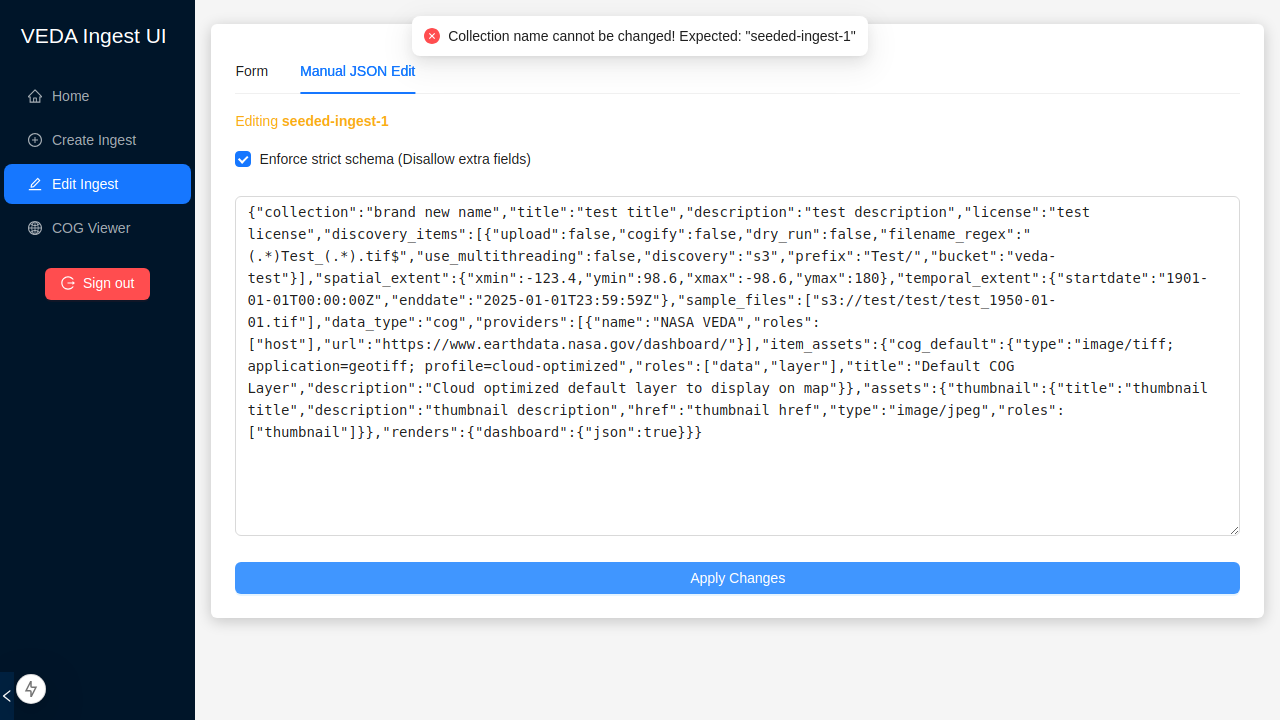 VEDA Ingest UI
Home
Create Ingest
Edit Ingest
COG Viewer
Sign out
Collection name cannot be changed! Expected: "seeded-ingest-1"
Form
Manual JSON Edit
Editing seeded-ingest-1
Enforce strict schema (Disallow extra fields)
{"collection":"brand new name","title":"test title","description":"test description","license":"test
license","discovery_items":[{"upload":false,"cogify":false,"dry_run":false,"filename_regex":"
(.*)Test_(.*).tif$","use_multithreading":false,"discovery":"s3","prefix":"Test/","bucket":"veda-
test"}],"spatial_extent":{"xmin":-123.4,"ymin":98.6,"xmax":-98.6,"ymax":180},"temporal_extent":{"startdate":"1901-
01-01T00:00:00Z","enddate":"2025-01-01T23:59:59Z"},"sample_files":["s3://test/test/test_1950-01-
01.tif"],"data_type":"cog","providers":[{"name":"NASA VEDA","roles":
["host"],"url":"https://www.earthdata.nasa.gov/dashboard/"}],"item_assets":{"cog_default":{"type":"image/tiff;
application=geotiff; profile=cloud-optimized","roles":["data","layer"],"title":"Default COG
Layer","description":"Cloud optimized default layer to display on map"}},"assets":{"thumbnail":{"title":"thumbnail
title","description":"thumbnail description","href":"thumbnail href","type":"image/jpeg","roles":
["thumbnail"]}},"renders":{"dashboard":{"json":true}}}
Apply Changes